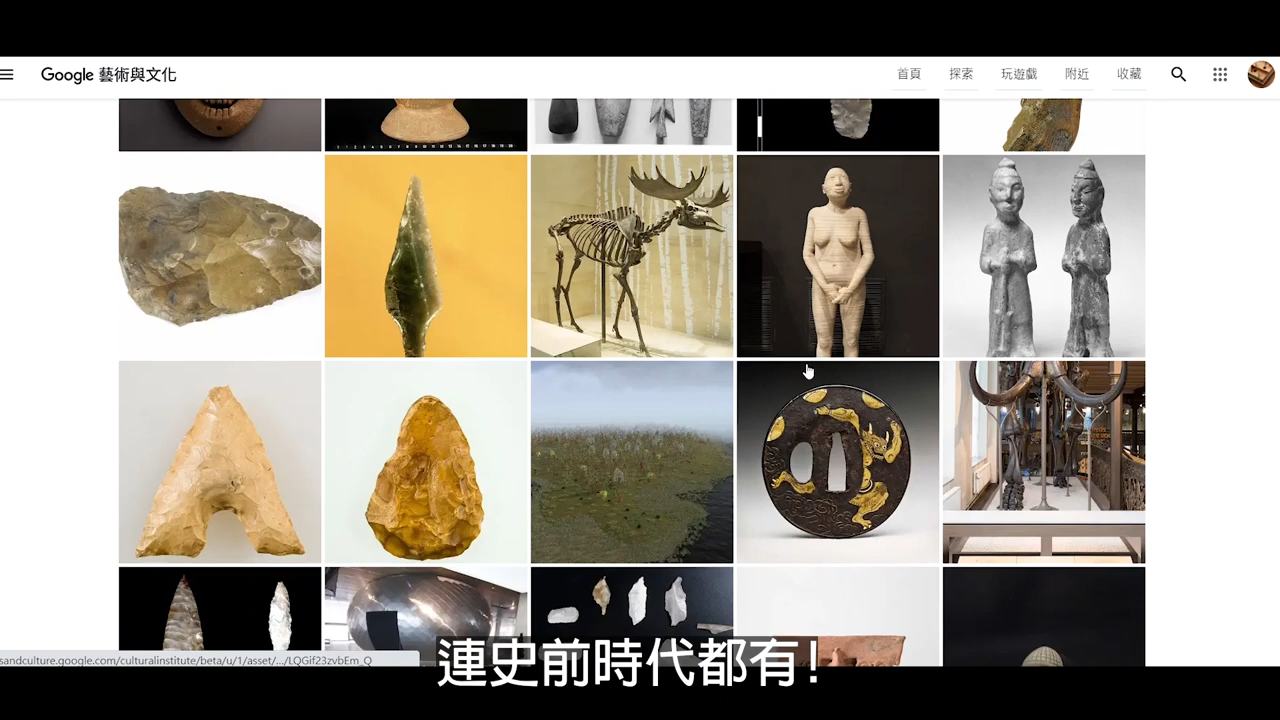 Google 藝術與文化
首頁
探索
玩遊戲
附近
收藏
sandculture.google.com/culturalinstitute/beta/u/1/asset/.../LQGif23zvbEm_Q
連史前時代都有!